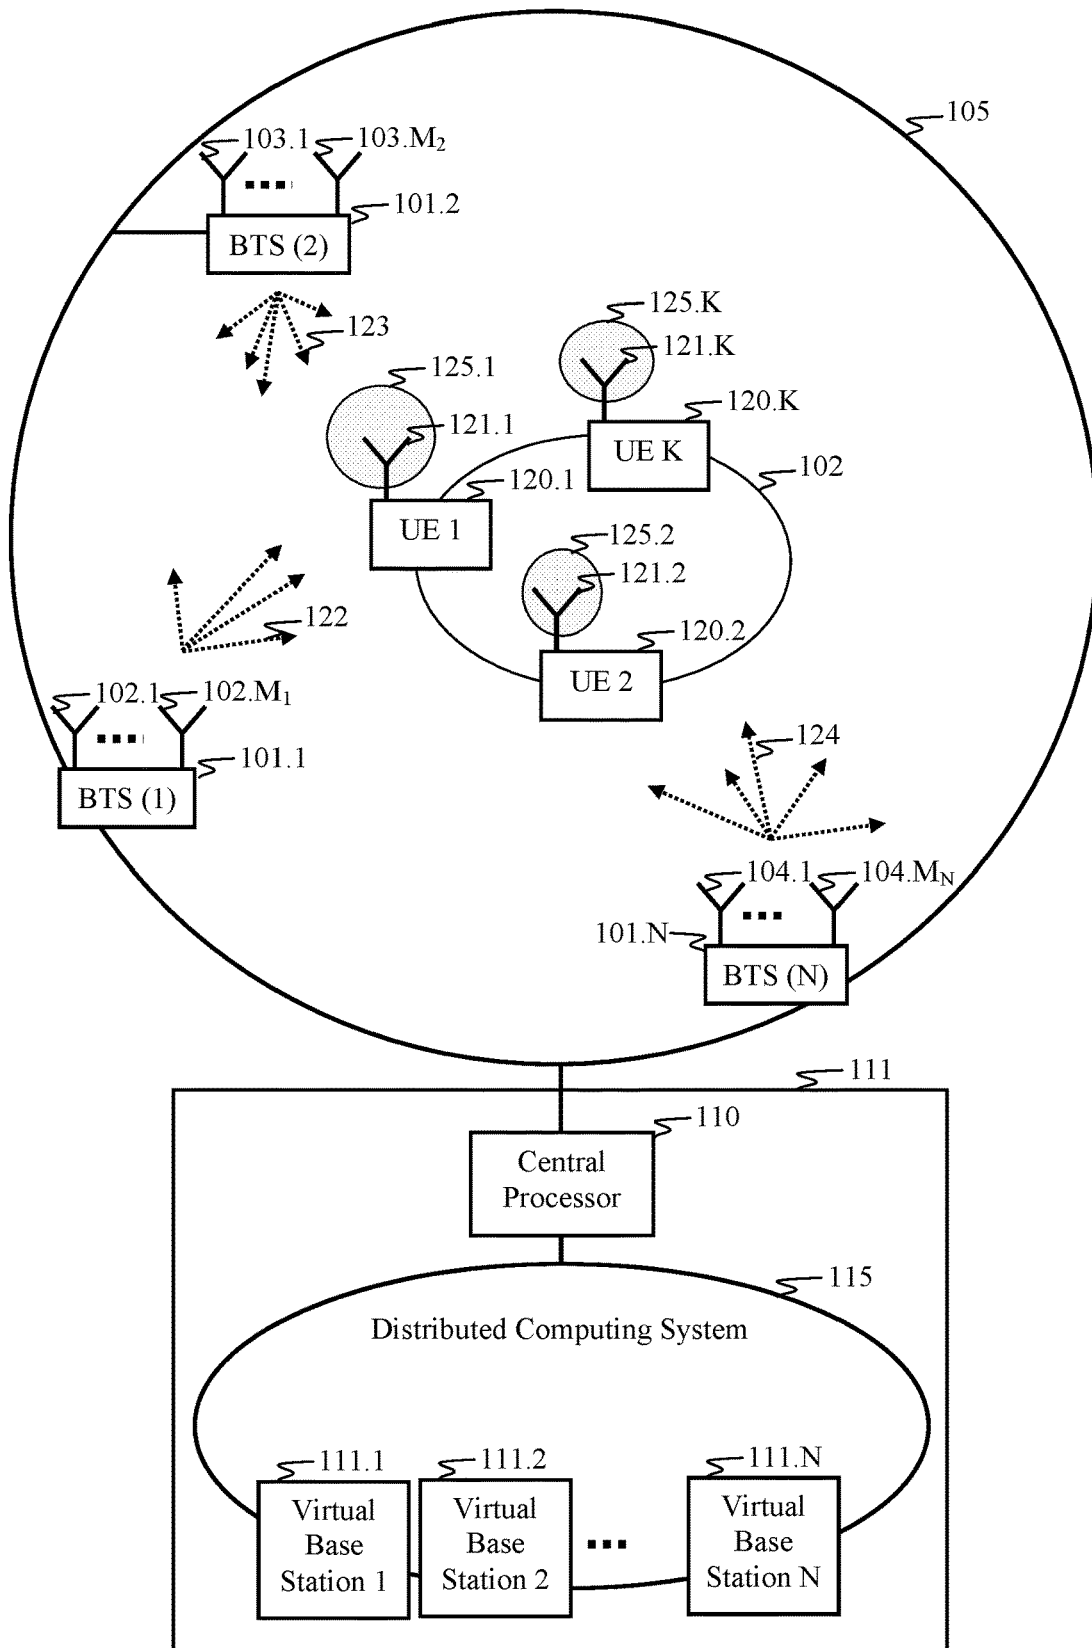 105
103.1
103.M₂
101.2
BTS (2)
123
125.K
121.K
120.K
UE K
125.1
121.1
120.1
UE 1
102
125.2
121.2
120.2
UE 2
122
102.1
102.M₁
101.1
BTS (1)
124
104.1
104.M_N
101.N
BTS (N)
111
110
Central
Processor
115
Distributed Computing System
111.1
Virtual
Base
Station 1
111.2
Virtual
Base
Station 2
111.N
Virtual
Base
Station N